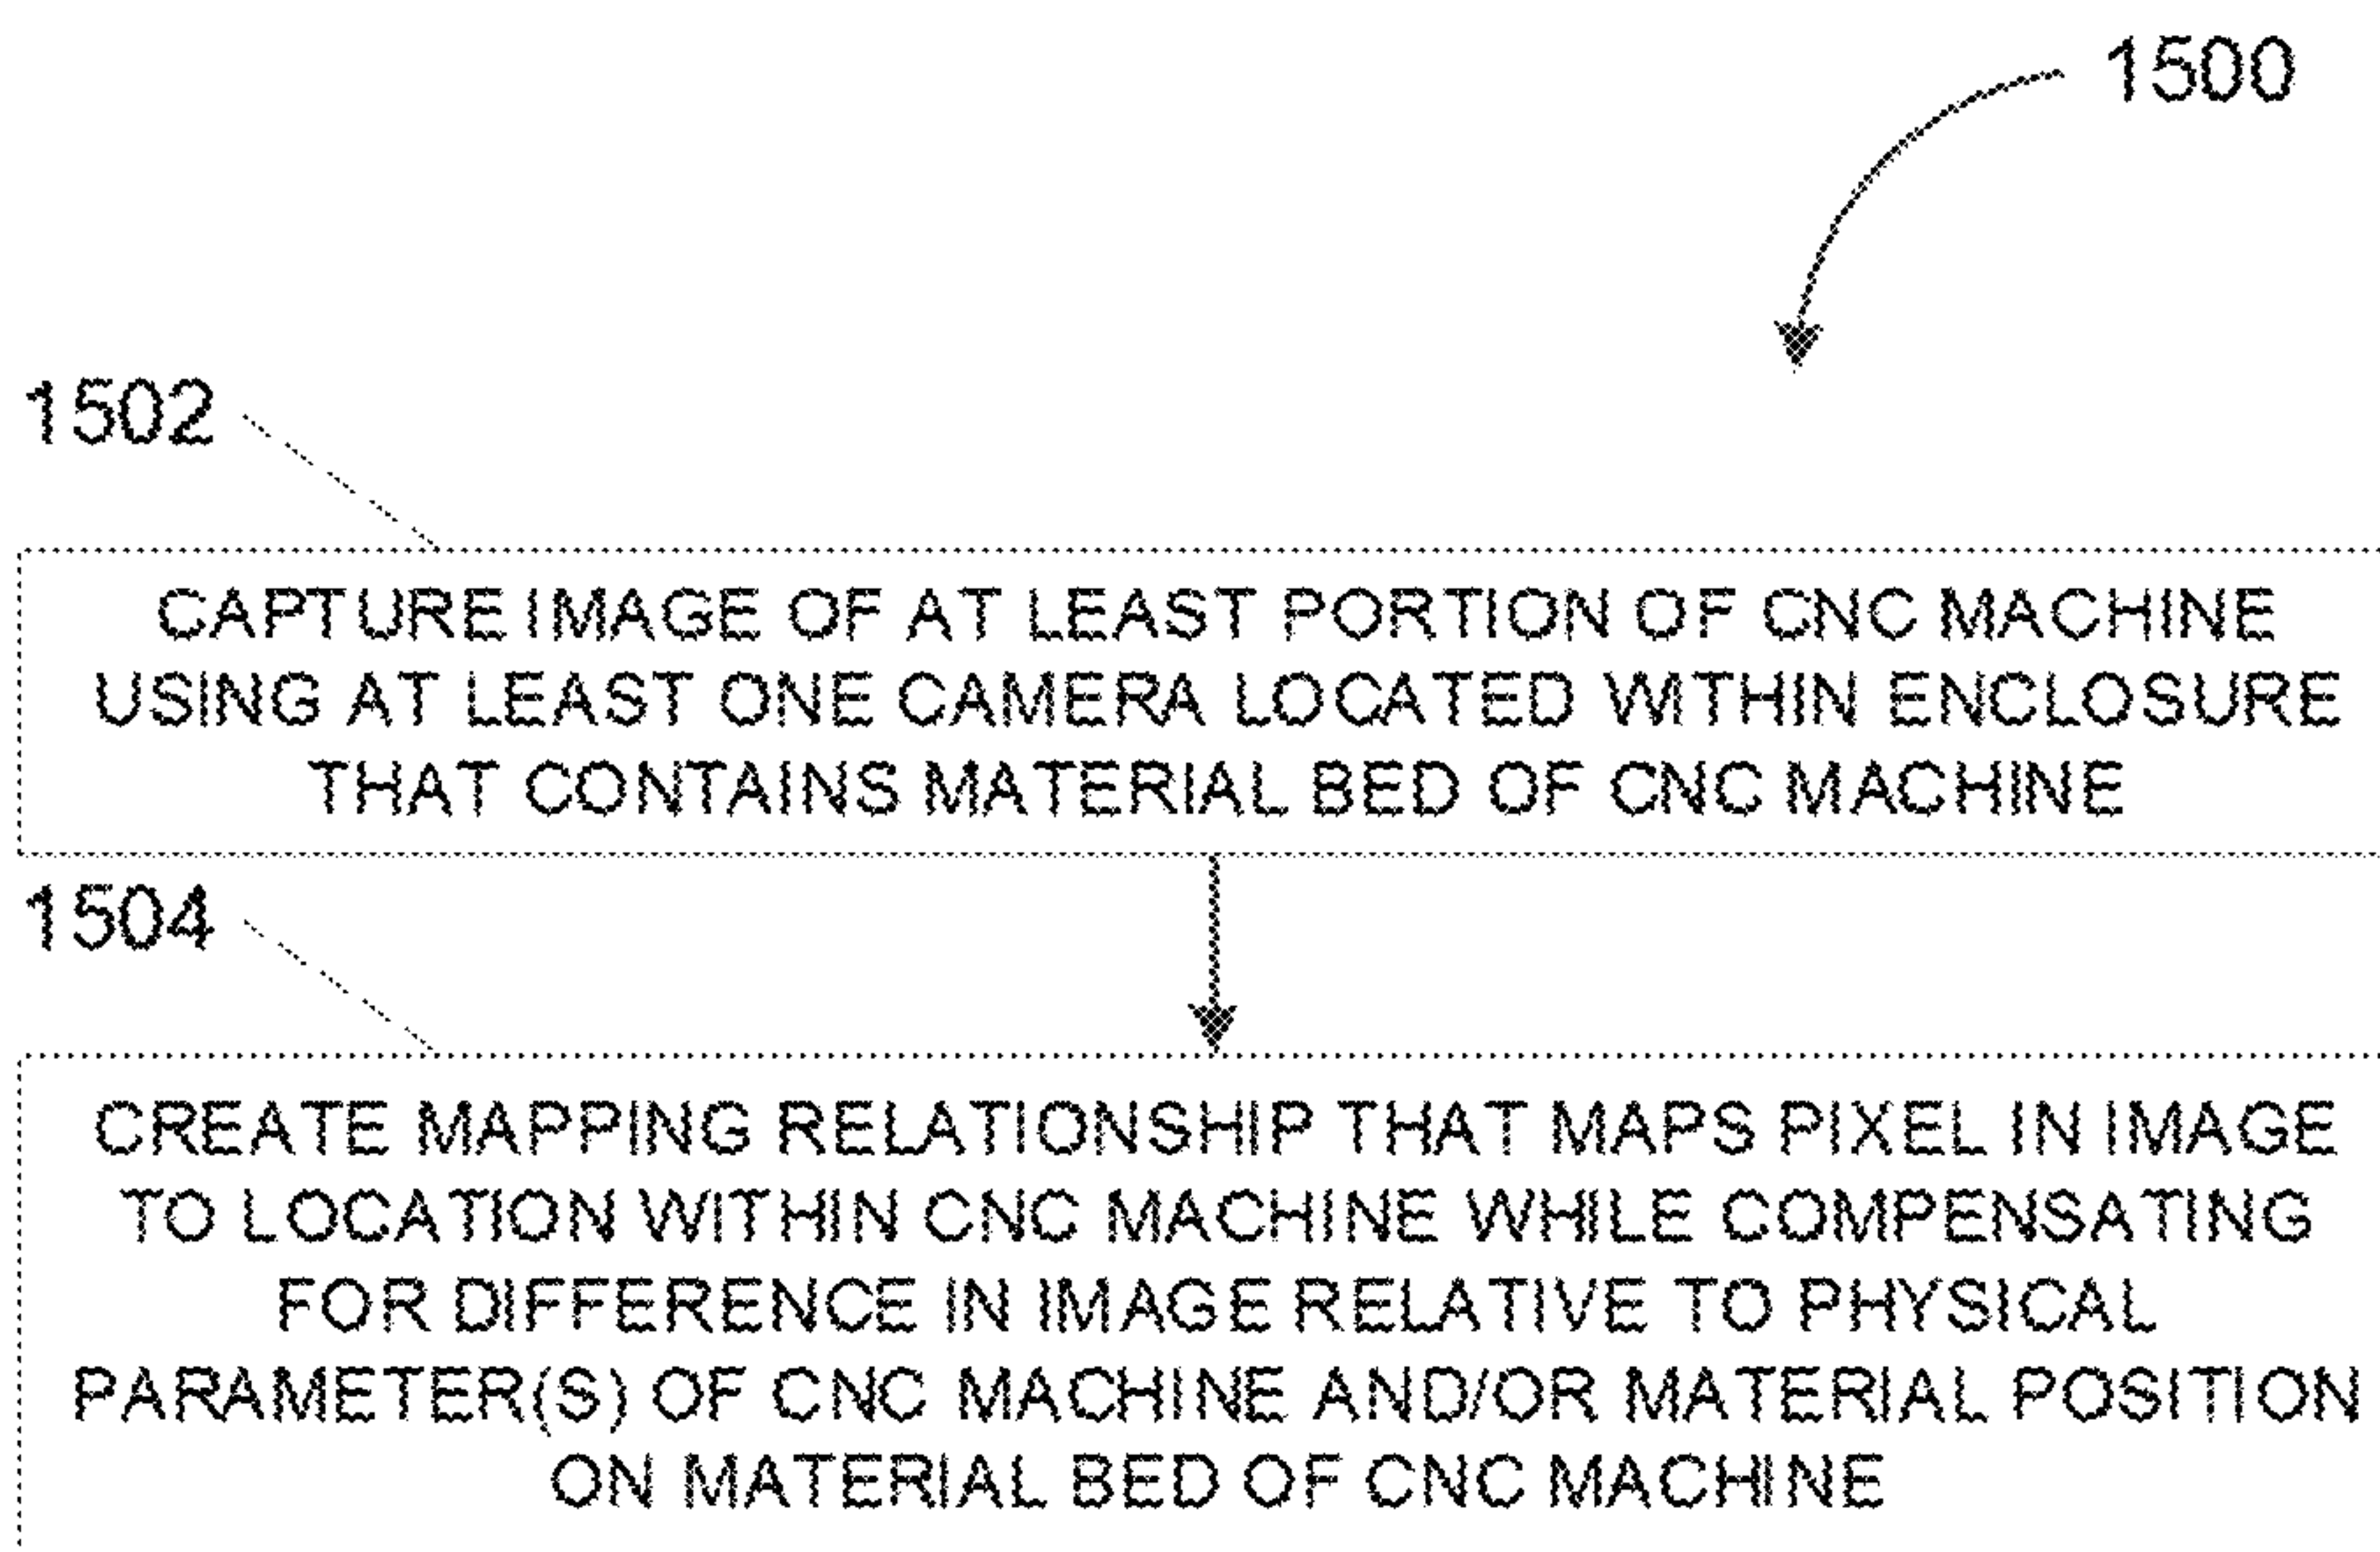 1500
1502
CAPTURE IMAGE OF AT LEAST PORTION OF CNC MACHINE
USING AT LEAST ONE CAMERA LOCATED WITHIN ENCLOSURE
THAT CONTAINS MATERIAL BED OF CNC MACHINE
1504
CREATE MAPPING RELATIONSHIP THAT MAPS PIXEL IN IMAGE
TO LOCATION WITHIN CNC MACHINE WHILE COMPENSATING
FOR DIFFERENCE IN IMAGE RELATIVE TO PHYSICAL
PARAMETER(S) OF CNC MACHINE AND/OR MATERIAL POSITION
ON MATERIAL BED OF CNC MACHINE